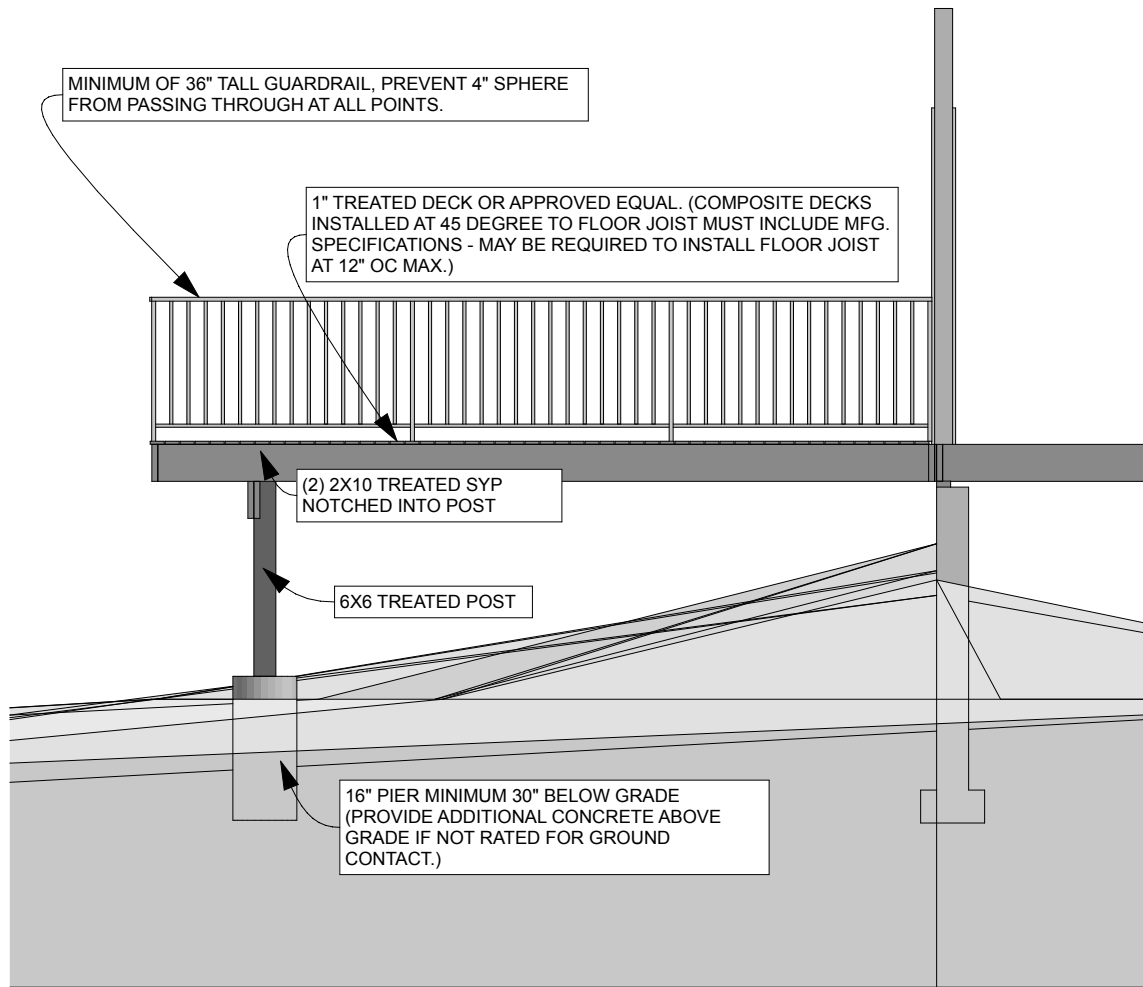 MINIMUM OF 36" TALL GUARDRAIL, PREVENT 4" SPHERE
FROM PASSING THROUGH AT ALL POINTS.
1" TREATED DECK OR APPROVED EQUAL. (COMPOSITE DECKS
INSTALLED AT 45 DEGREE TO FLOOR JOIST MUST INCLUDE MFG.
SPECIFICATIONS - MAY BE REQUIRED TO INSTALL FLOOR JOIST
AT 12" OC MAX.)
(2) 2X10 TREATED SYP
NOTCHED INTO POST
6X6 TREATED POST
16" PIER MINIMUM 30" BELOW GRADE
(PROVIDE ADDITIONAL CONCRETE ABOVE
GRADE IF NOT RATED FOR GROUND
CONTACT.)